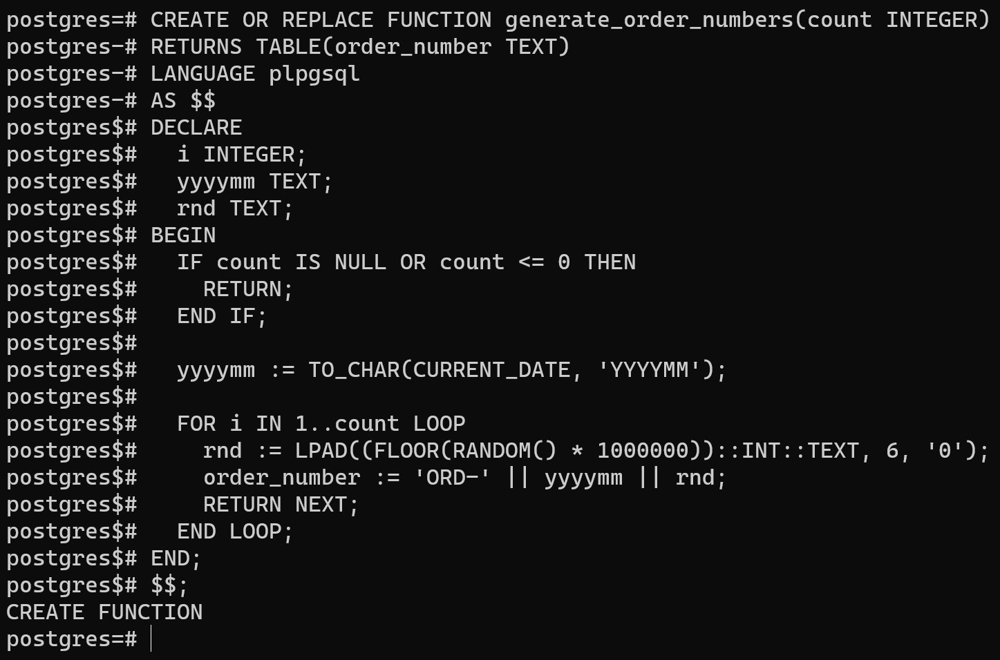 postgres=# CREATE OR REPLACE FUNCTION generate_order_numbers(count INTEGER)
postgres-# RETURNS TABLE(order_number TEXT)
postgres-# LANGUAGE plpgsql
postgres-# AS $$
postgres$# DECLARE
postgres$#   i INTEGER;
postgres$#   yyyymm TEXT;
postgres$#   rnd TEXT;
postgres$# BEGIN
postgres$#   IF count IS NULL OR count <= 0 THEN
postgres$#     RETURN;
postgres$#   END IF;
postgres$#
postgres$#   yyyymm := TO_CHAR(CURRENT_DATE, 'YYYYMM');
postgres$#
postgres$#   FOR i IN 1..count LOOP
postgres$#     rnd := LPAD((FLOOR(RANDOM() * 1000000))::INT::TEXT, 6, '0');
postgres$#     order_number := 'ORD-' || yyyymm || rnd;
postgres$#     RETURN NEXT;
postgres$#   END LOOP;
postgres$# END;
postgres$# $$;
CREATE FUNCTION
postgres=#